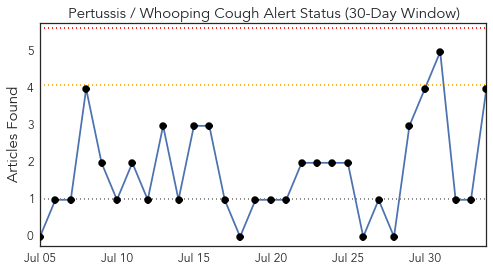 Pertussis / Whooping Cough Alert Status (30-Day Window)
Articles Found
5
4
3
2
1
0
Jul 05
Jul 10
Jul 15
Jul 20
Jul 25
Jul 30